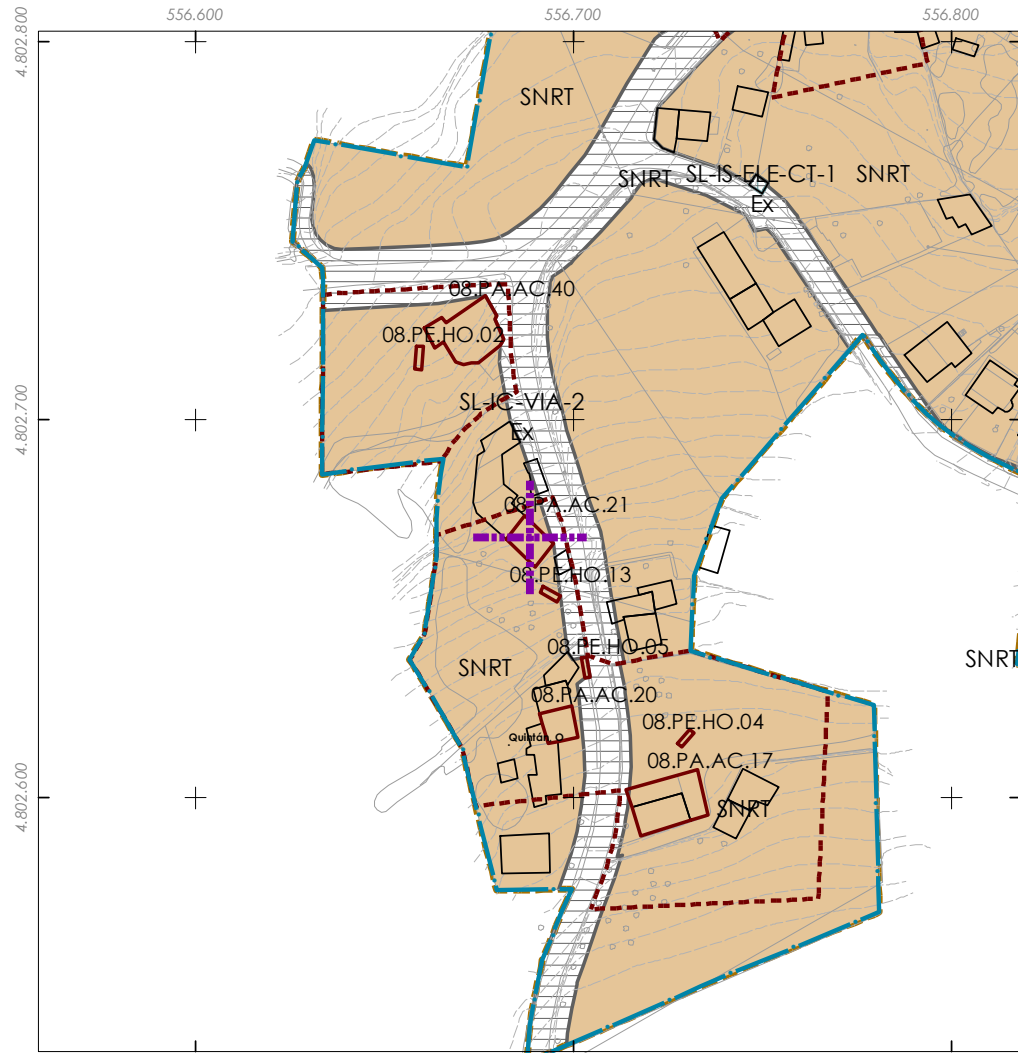 556.600
556.700
556.800
4.802.800
SNRT
SNRT
SL-IS-ELE-CT-1
SNRT
Ex
08.PA.AC.40
08.PE.HO.02
SL-IC-VIA-2
4.802.700
Ex
08.PA.AC.21
08.PE.HO.13
08.PE.HO.05
SNRT
SNRT
08.PA.AC.20
08.PE.HO.04
Quintán
08.PA.AC.17
4.802.600
SNRT